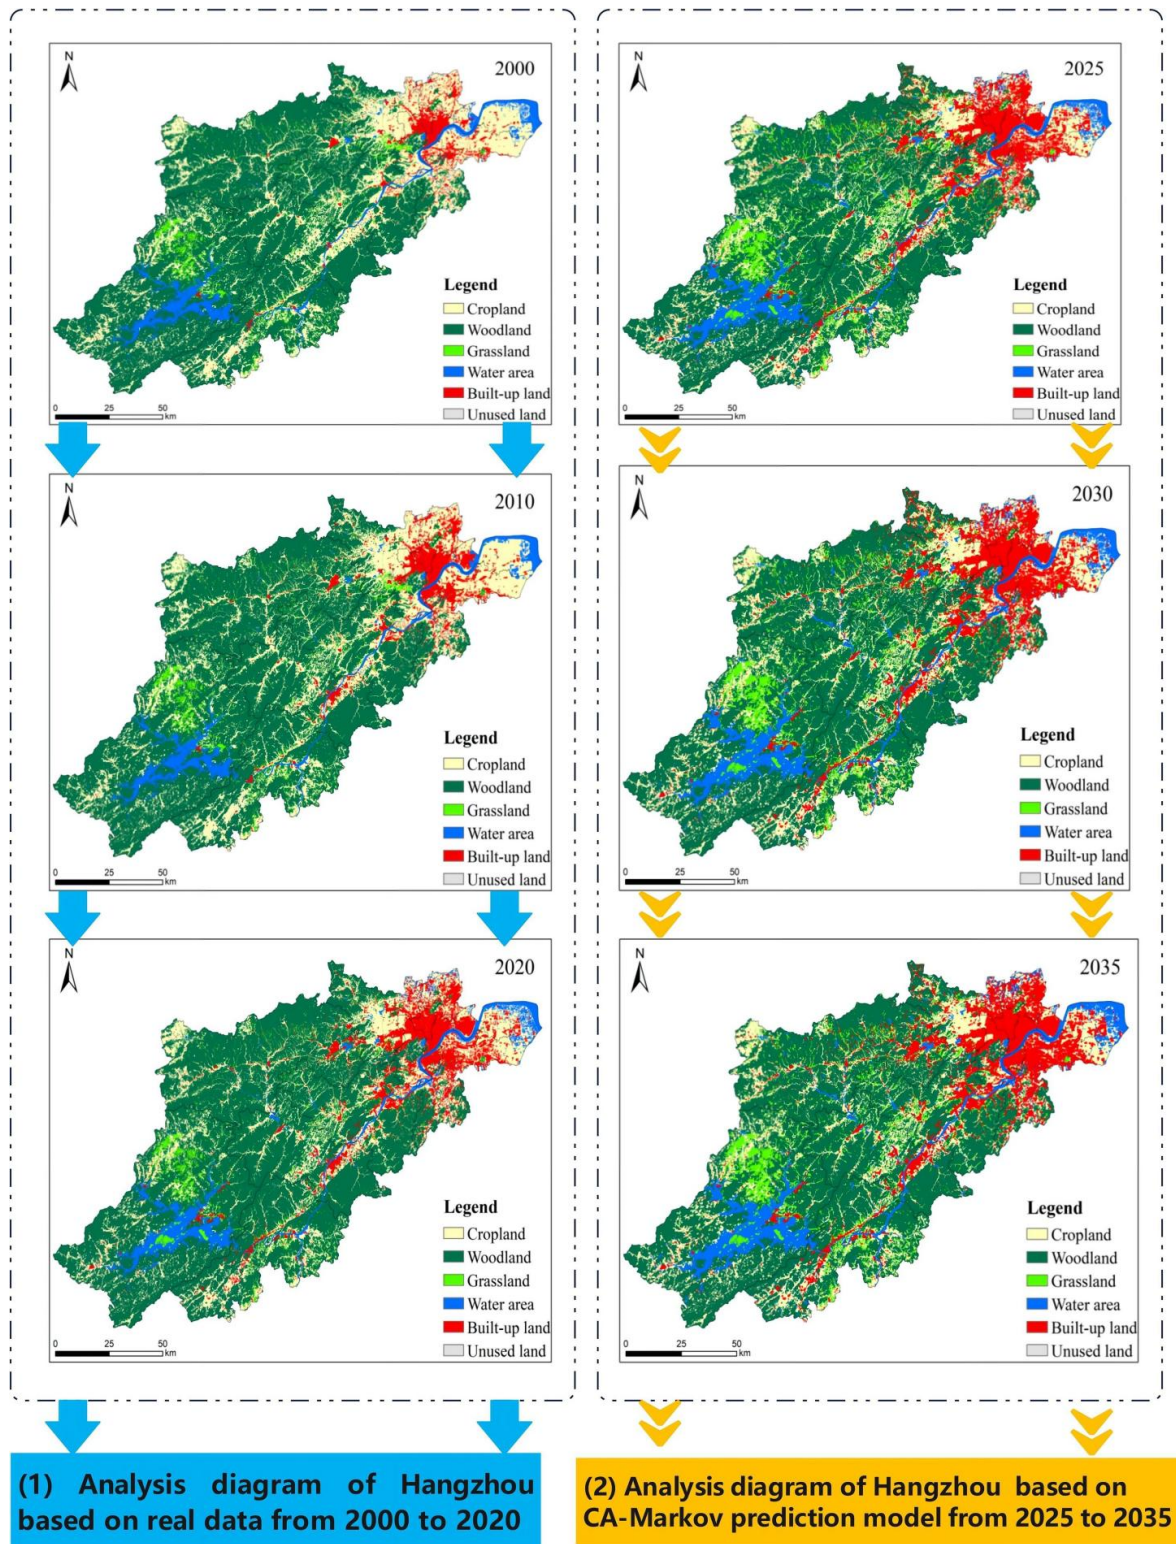 N
2000
Legend
Cropland
Woodland
Grassland
Water area
Built-up land
Unused land
0 25 50
km
N
2010
Legend
Cropland
Woodland
Grassland
Water area
Built-up land
Unused land
0 25 50
km
N
2020
Legend
Cropland
Woodland
Grassland
Water area
Built-up land
Unused land
0 25 50
km
(1) Analysis diagram of Hangzhou
based on real data from 2000 to 2020
N
2025
Legend
Cropland
Woodland
Grassland
Water area
Built-up land
Unused land
0 25 50
km
N
2030
Legend
Cropland
Woodland
Grassland
Water area
Built-up land
Unused land
0 25 50
km
N
2035
Legend
Cropland
Woodland
Grassland
Water area
Built-up land
Unused land
0 25 50
km
(2) Analysis diagram of Hangzhou based on
CA-Markov prediction model from 2025 to 2035